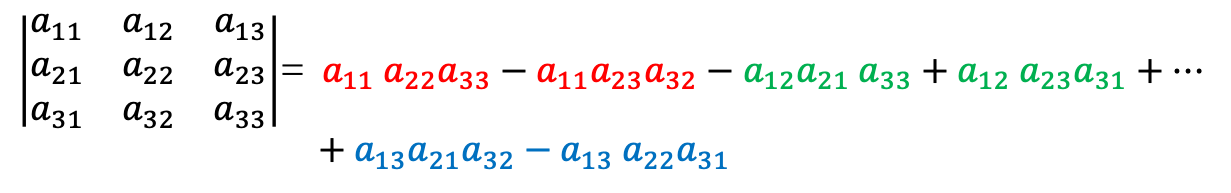 |a₁₁ a₁₂ a₁₃|
|a₂₁ a₂₂ a₂₃| = a₁₁ a₂₂a₃₃ − a₁₁a₂₃a₃₂ − a₁₂a₂₁ a₃₃ + a₁₂ a₂₃a₃₁ + ⋯
|a₃₁ a₃₂ a₃₃|
+ a₁₃a₂₁a₃₂ − a₁₃ a₂₂a₃₁